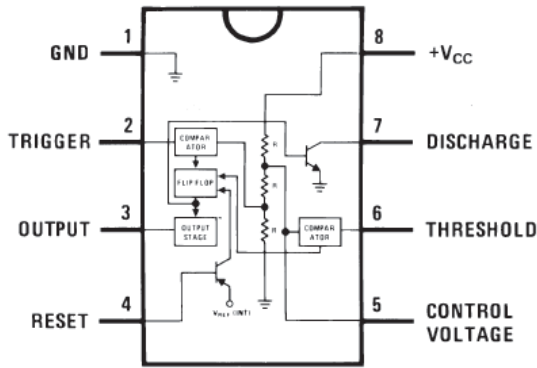 1
GND
8
+VCC
2
TRIGGER
COMPAR
ATOR
R
7
DISCHARGE
FLIP-FLOP
R
3
OUTPUT
OUTPUT
STAGE
R
COMPAR
ATOR
6
THRESHOLD
4
RESET
VREF (INT)
5
CONTROL
VOLTAGE